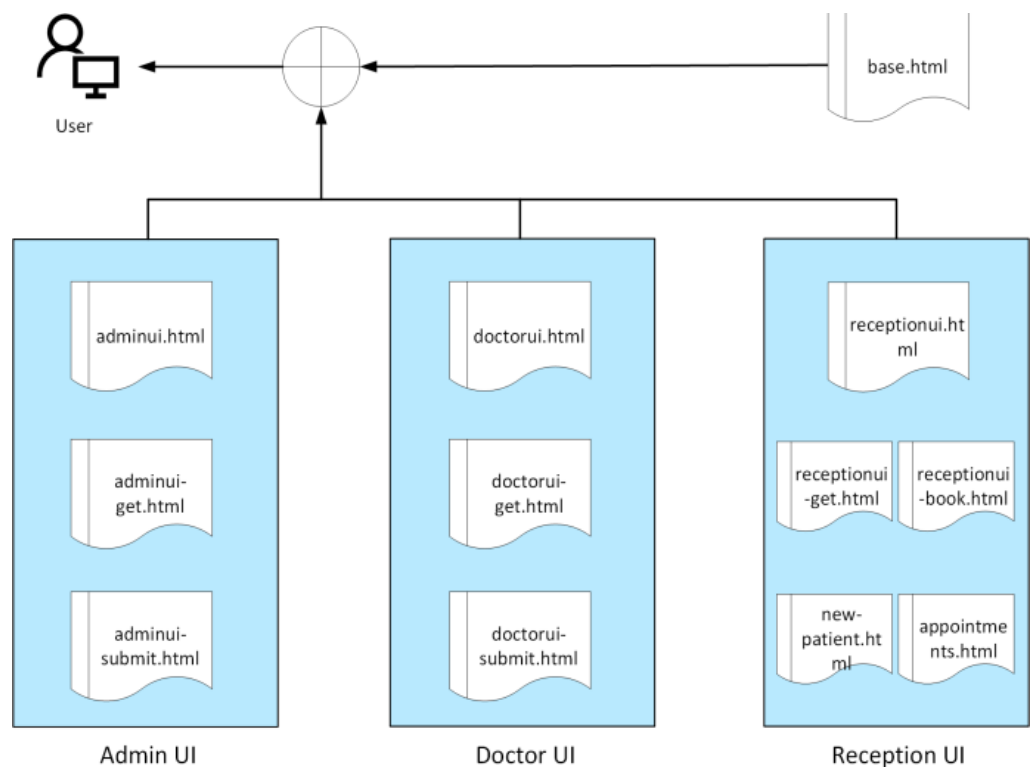 base.html
User
adminui.html
doctorui.html
receptionui.ht
ml
adminui-
get.html
doctorui-
get.html
receptionui
-get.html
receptionui
-book.html
adminui-
submit.html
doctorui-
submit.html
new-
patient.ht
ml
appointme
nts.html
Admin UI
Doctor UI
Reception UI